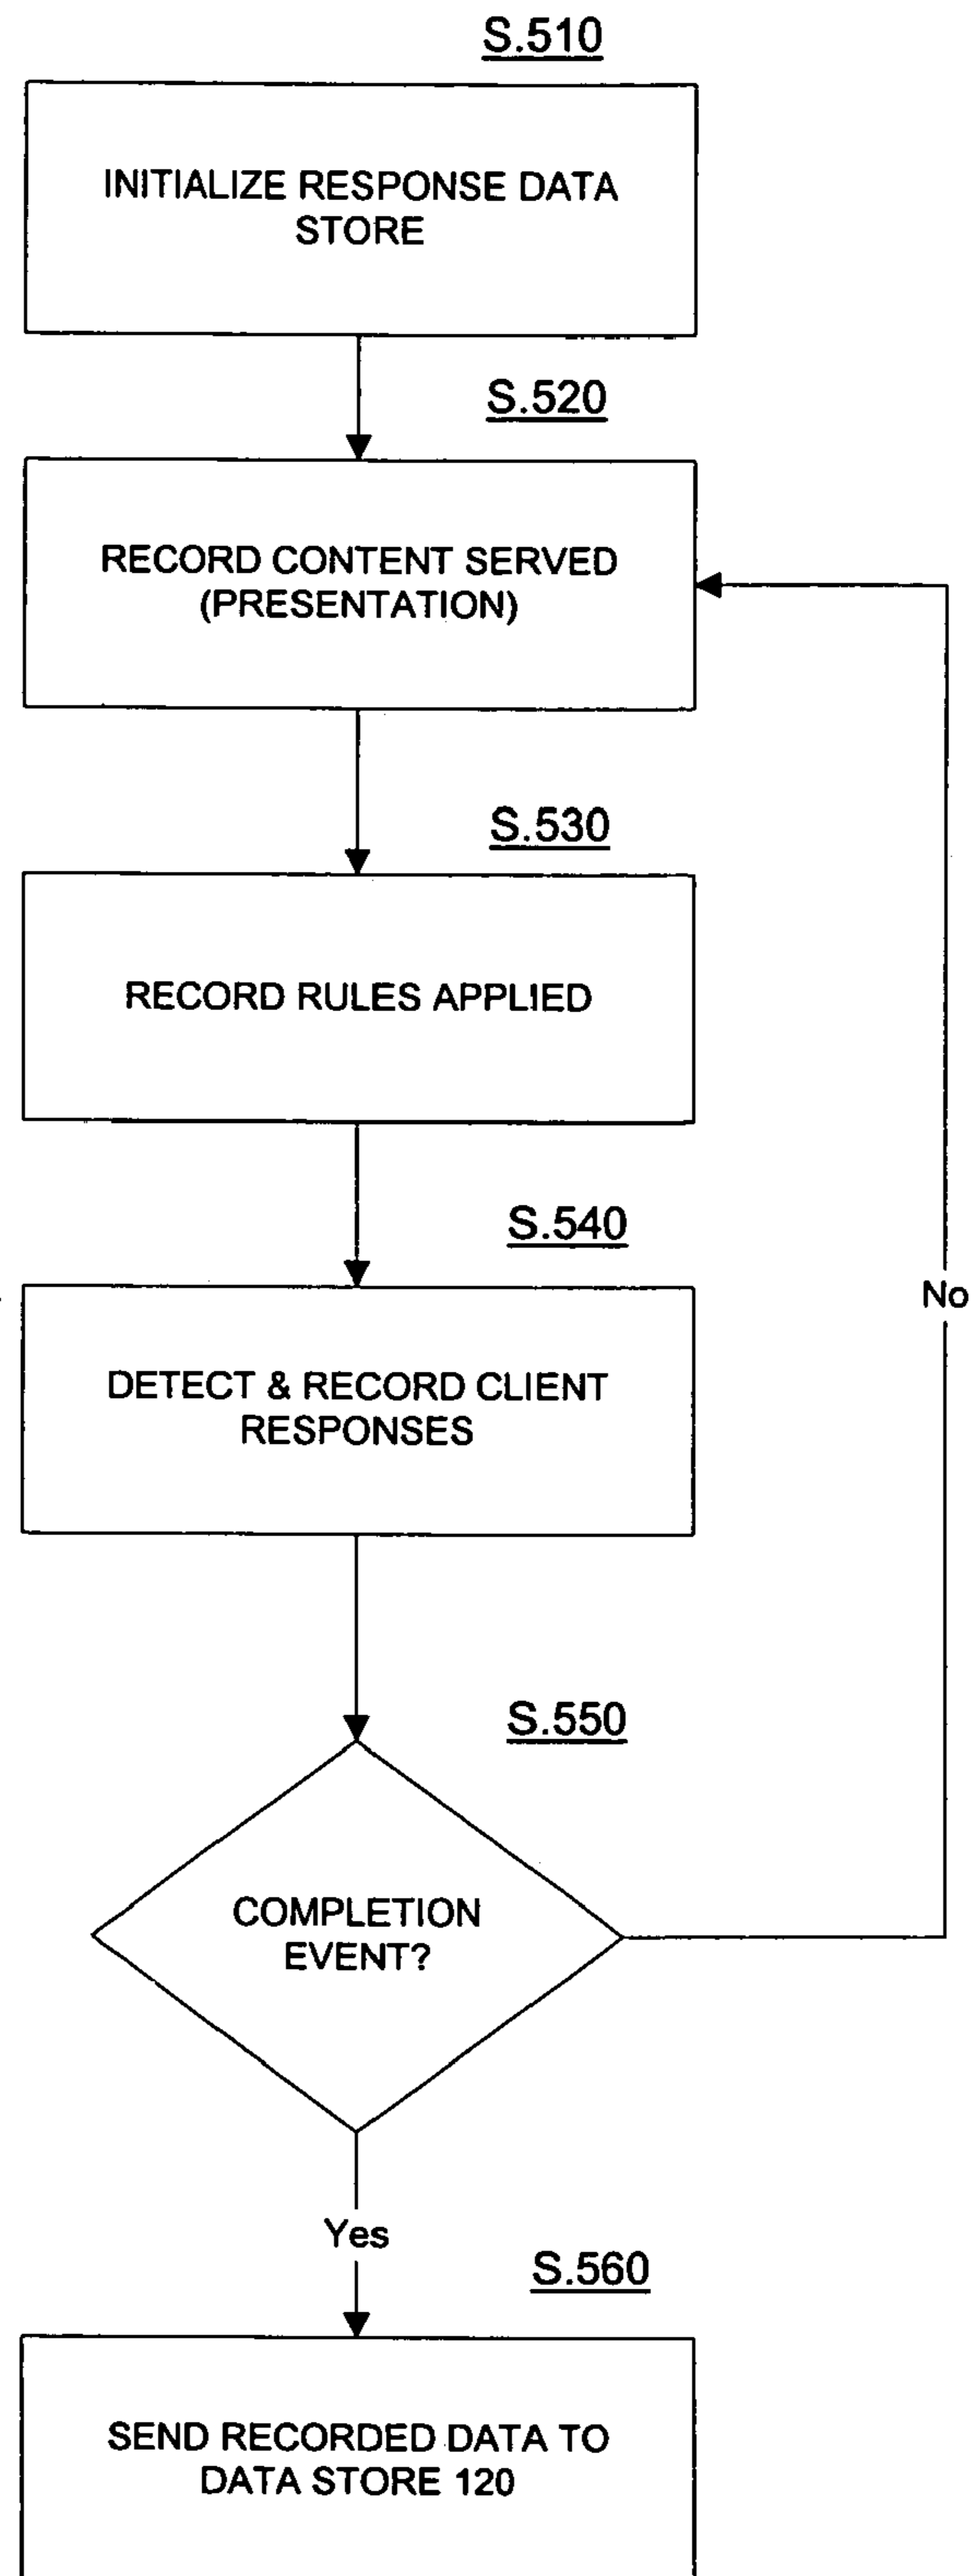 S.510
INITIALIZE RESPONSE DATA
STORE
S.520
RECORD CONTENT SERVED
(PRESENTATION)
S.530
RECORD RULES APPLIED
S.540
DETECT & RECORD CLIENT
RESPONSES
No
S.550
COMPLETION
EVENT?
Yes
S.560
SEND RECORDED DATA TO
DATA STORE 120